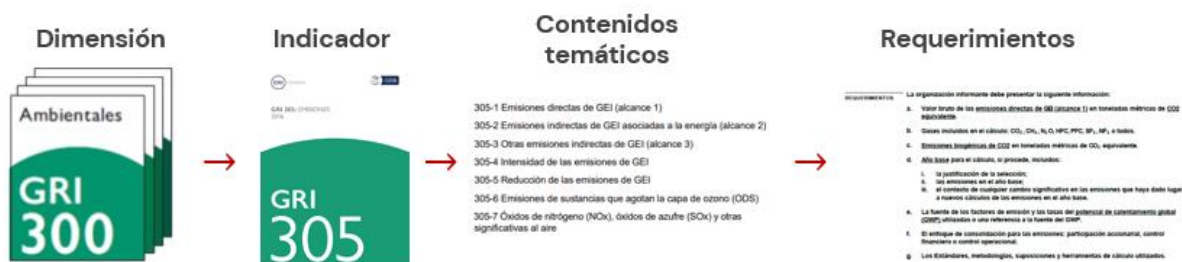 Dimensión
Ambientales
GRI
300
Indicador
GRI 305: EMISIONES
2016
GRI
305
Contenidos
temáticos
305-1 Emisiones directas de GEI (alcance 1)
305-2 Emisiones indirectas de GEI asociadas a la energía (alcance 2)
305-3 Otras emisiones indirectas de GEI (alcance 3)
305-4 Intensidad de las emisiones de GEI
305-5 Reducción de las emisiones de GEI
305-6 Emisiones de sustancias que agotan la capa de ozono (ODS)
305-7 Óxidos de nitrógeno (NOx), óxidos de azufre (SOx) y otras
significativas al aire
Requerimientos
REQUERIMIENTOS
La organización informante debe presentar la siguiente información:
a. Valor bruto de las emisiones directas de GEI (alcance 1) en toneladas métricas de CO2
equivalente.
b. Gases incluidos en el cálculo: CO₂, CH₄, N₂O, HFC, PFC, SF₆, NF₃ o todos.
c. Emisiones biogénicas de CO2 en toneladas métricas de CO₂ equivalente.
d. Año base para el cálculo, si procede, incluidos:
i. la justificación de la selección;
ii. las emisiones en el año base;
iii. el contexto de cualquier cambio significativo en las emisiones que haya dado lugar
a nuevos cálculos de las emisiones en el año base.
e. La fuente de los factores de emisión y las tasas del potencial de calentamiento global
(GWP) utilizadas o una referencia a la fuente del GWP.
f. El enfoque de consolidación para las emisiones: participación accionarial, control
financiero o control operacional.
g. Los Estándares, metodologías, suposiciones y herramientas de cálculo utilizados.